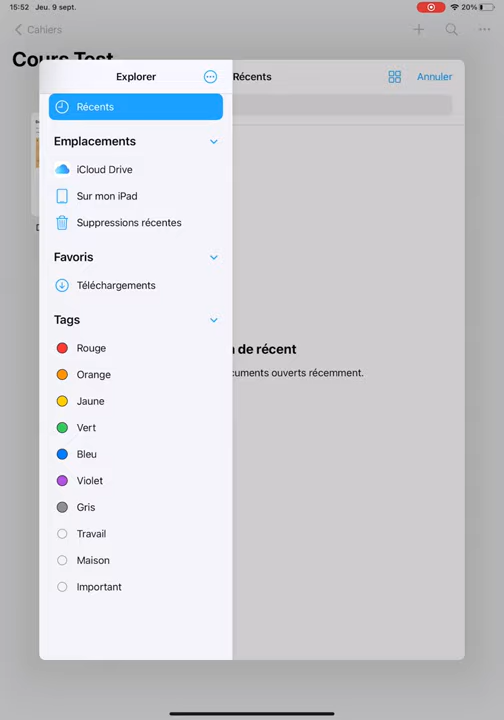 15:52 Jeu. 9 sept. 20%
Cahiers
Cours Test
Explorer
Récents
Annuler
Récents
Emplacements
iCloud Drive
Sur mon iPad
Suppressions récentes
Favoris
Téléchargements
Tags
Rouge
Orange
Jaune
Vert
Bleu
Violet
Gris
Travail
Maison
Important
de récent
ouverts récemment.